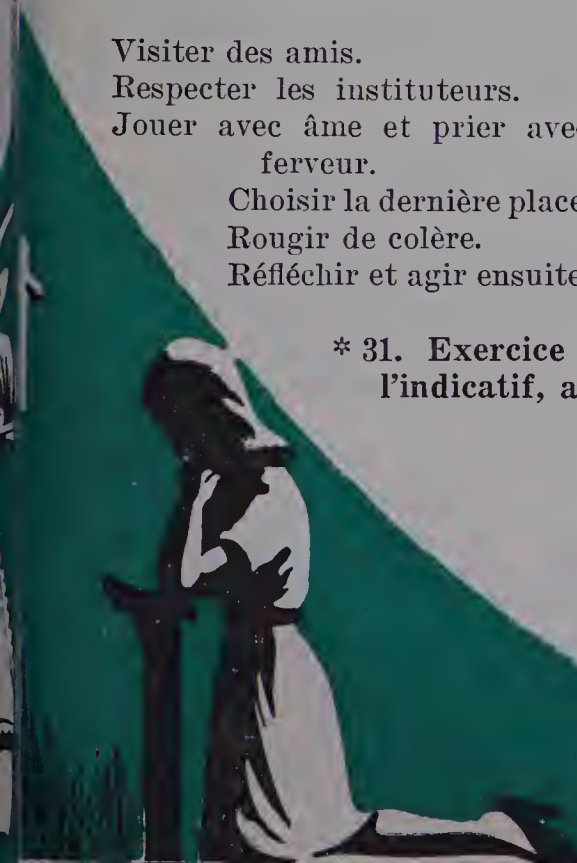 Visiter des amis.
Respecter les instituteurs.
Jouer avec âme et prier ave
ferveur.
Choisir la dernière place
Rougir de colère.
Réfléchir et agir ensuite
* 31. Exercice
l'indicatif, a